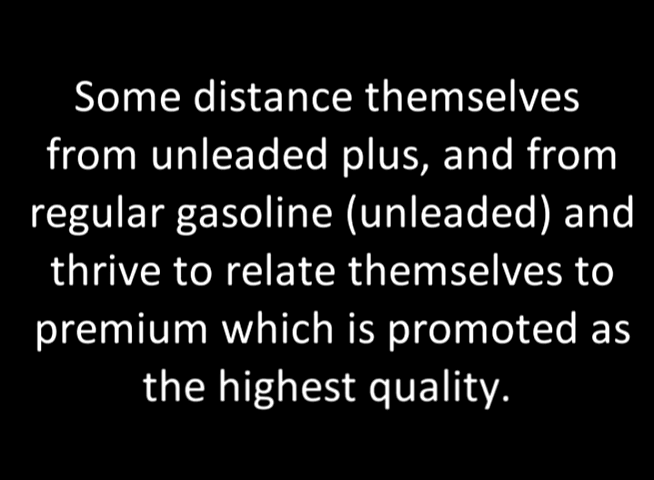 Some distance themselves
from unleaded plus, and from
regular gasoline (unleaded) and
thrive to relate themselves to
premium which is promoted as
the highest quality.